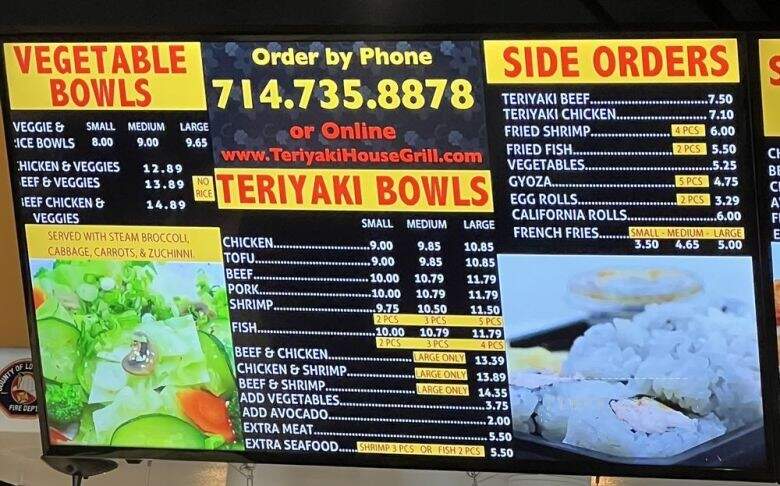 VEGETABLE
BOWLS
VEGGIE & SMALL MEDIUM LARGE
ICE BOWLS 8.00 9.00 9.65
HICKEN & VEGGIES 12.89
EEF & VEGGIES 13.89 NO RICE
EEF CHICKEN & 14.89
VEGGIES
SERVED WITH STEAM BROCCOLI,
CABBAGE, CARROTS, & ZUCHINNI.
Order by Phone
714.735.8878
or Online
www.TeriyakiHouseGrill.com
TERIYAKI BOWLS
SMALL MEDIUM LARGE
CHICKEN 9.00 9.85 10.85
TOFU 9.00 9.85 10.85
BEEF 10.00 10.79 11.79
PORK 10.00 10.79 11.79
SHRIMP 9.75 10.50 11.50
2 PCS 3 PCS 5 PCS
FISH 10.00 10.79 11.79
2 PCS 3 PCS 4 PCS
BEEF & CHICKEN LARGE ONLY 13.39
CHICKEN & SHRIMP LARGE ONLY 13.89
BEEF & SHRIMP LARGE ONLY 14.35
ADD VEGETABLES 3.75
ADD AVOCADO 2.00
EXTRA MEAT 5.50
EXTRA SEAFOOD SHRIMP 3 PCS OR FISH 2 PCS 5.50
SIDE ORDERS
TERIYAKI BEEF 7.50
TERIYAKI CHICKEN 7.10
FRIED SHRIMP 4 PCS 6.00
FRIED FISH 2 PCS 5.50
VEGETABLES 5.25
GYOZA 5 PCS 4.75
EGG ROLLS 2 PCS 3.29
CALIFORNIA ROLLS 6.00
FRENCH FRIES SMALL - MEDIUM - LARGE
3.50 4.65 5.00
FIRE DEPT